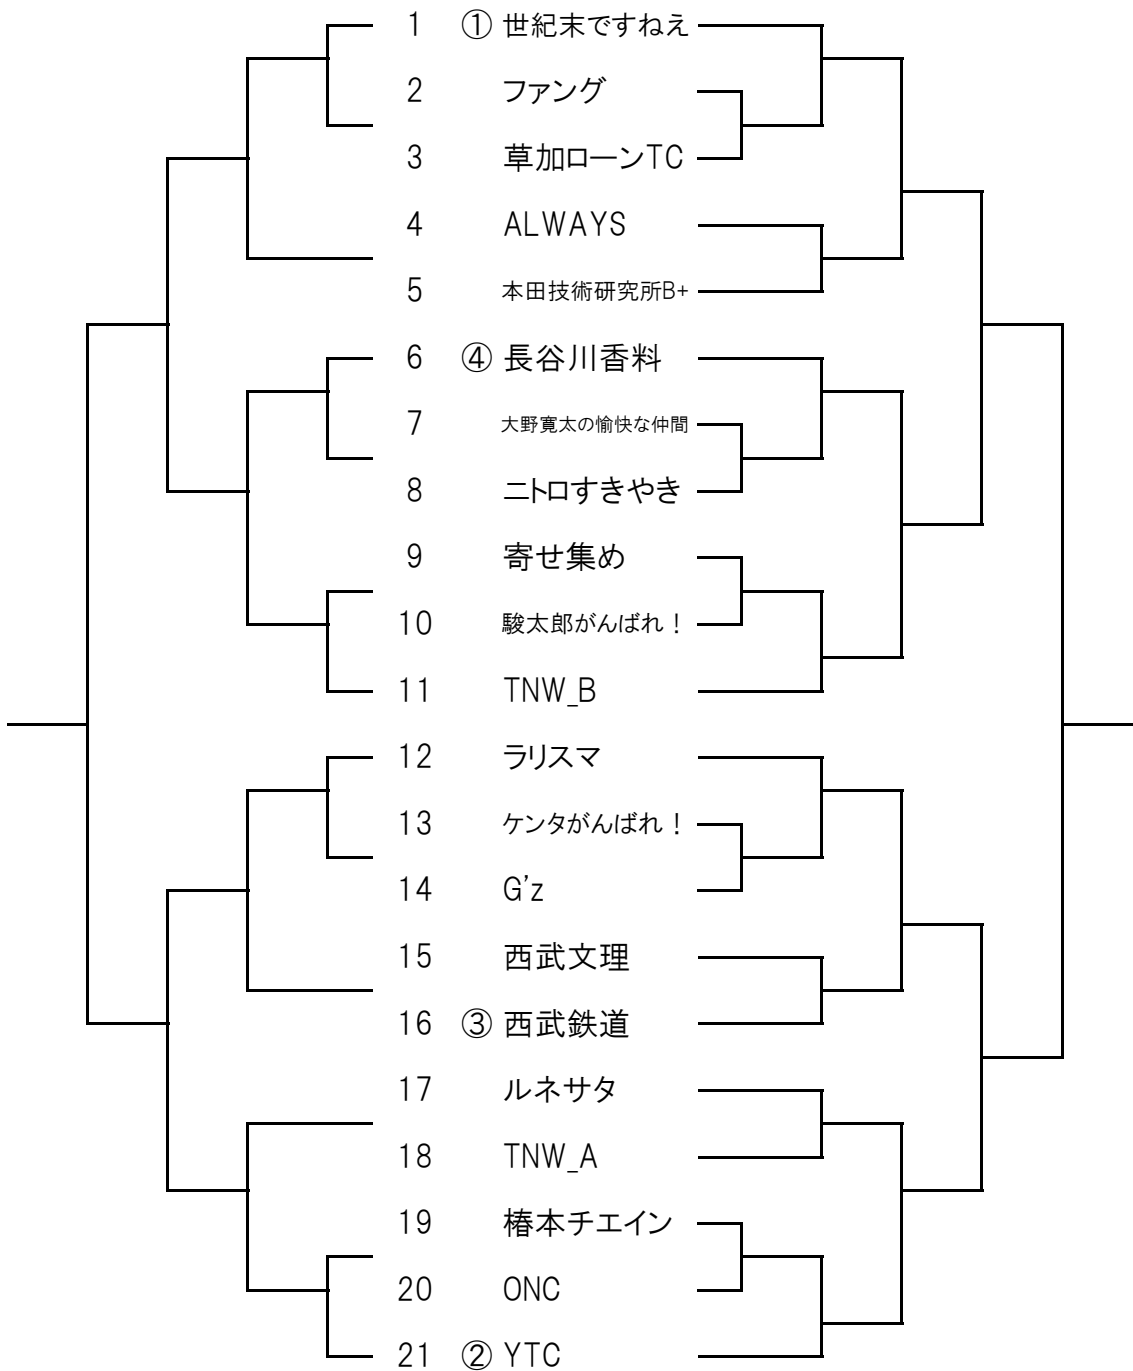 1 ① 世紀末ですねえ
2 ファング
3 草加ローンTC
4 ALWAYS
5 本田技術研究所B+
6 ④ 長谷川香料
7 大野寛太の愉快な仲間
8 ニトロすきやき
9 寄せ集め
10 駿太郎がんばれ！
11 TNW_B
12 ラリスマ
13 ケンタがんばれ！
14 G'z
15 西武文理
16 ③ 西武鉄道
17 ルネサタ
18 TNW_A
19 椿本チエイン
20 ONC
21 ② YTC